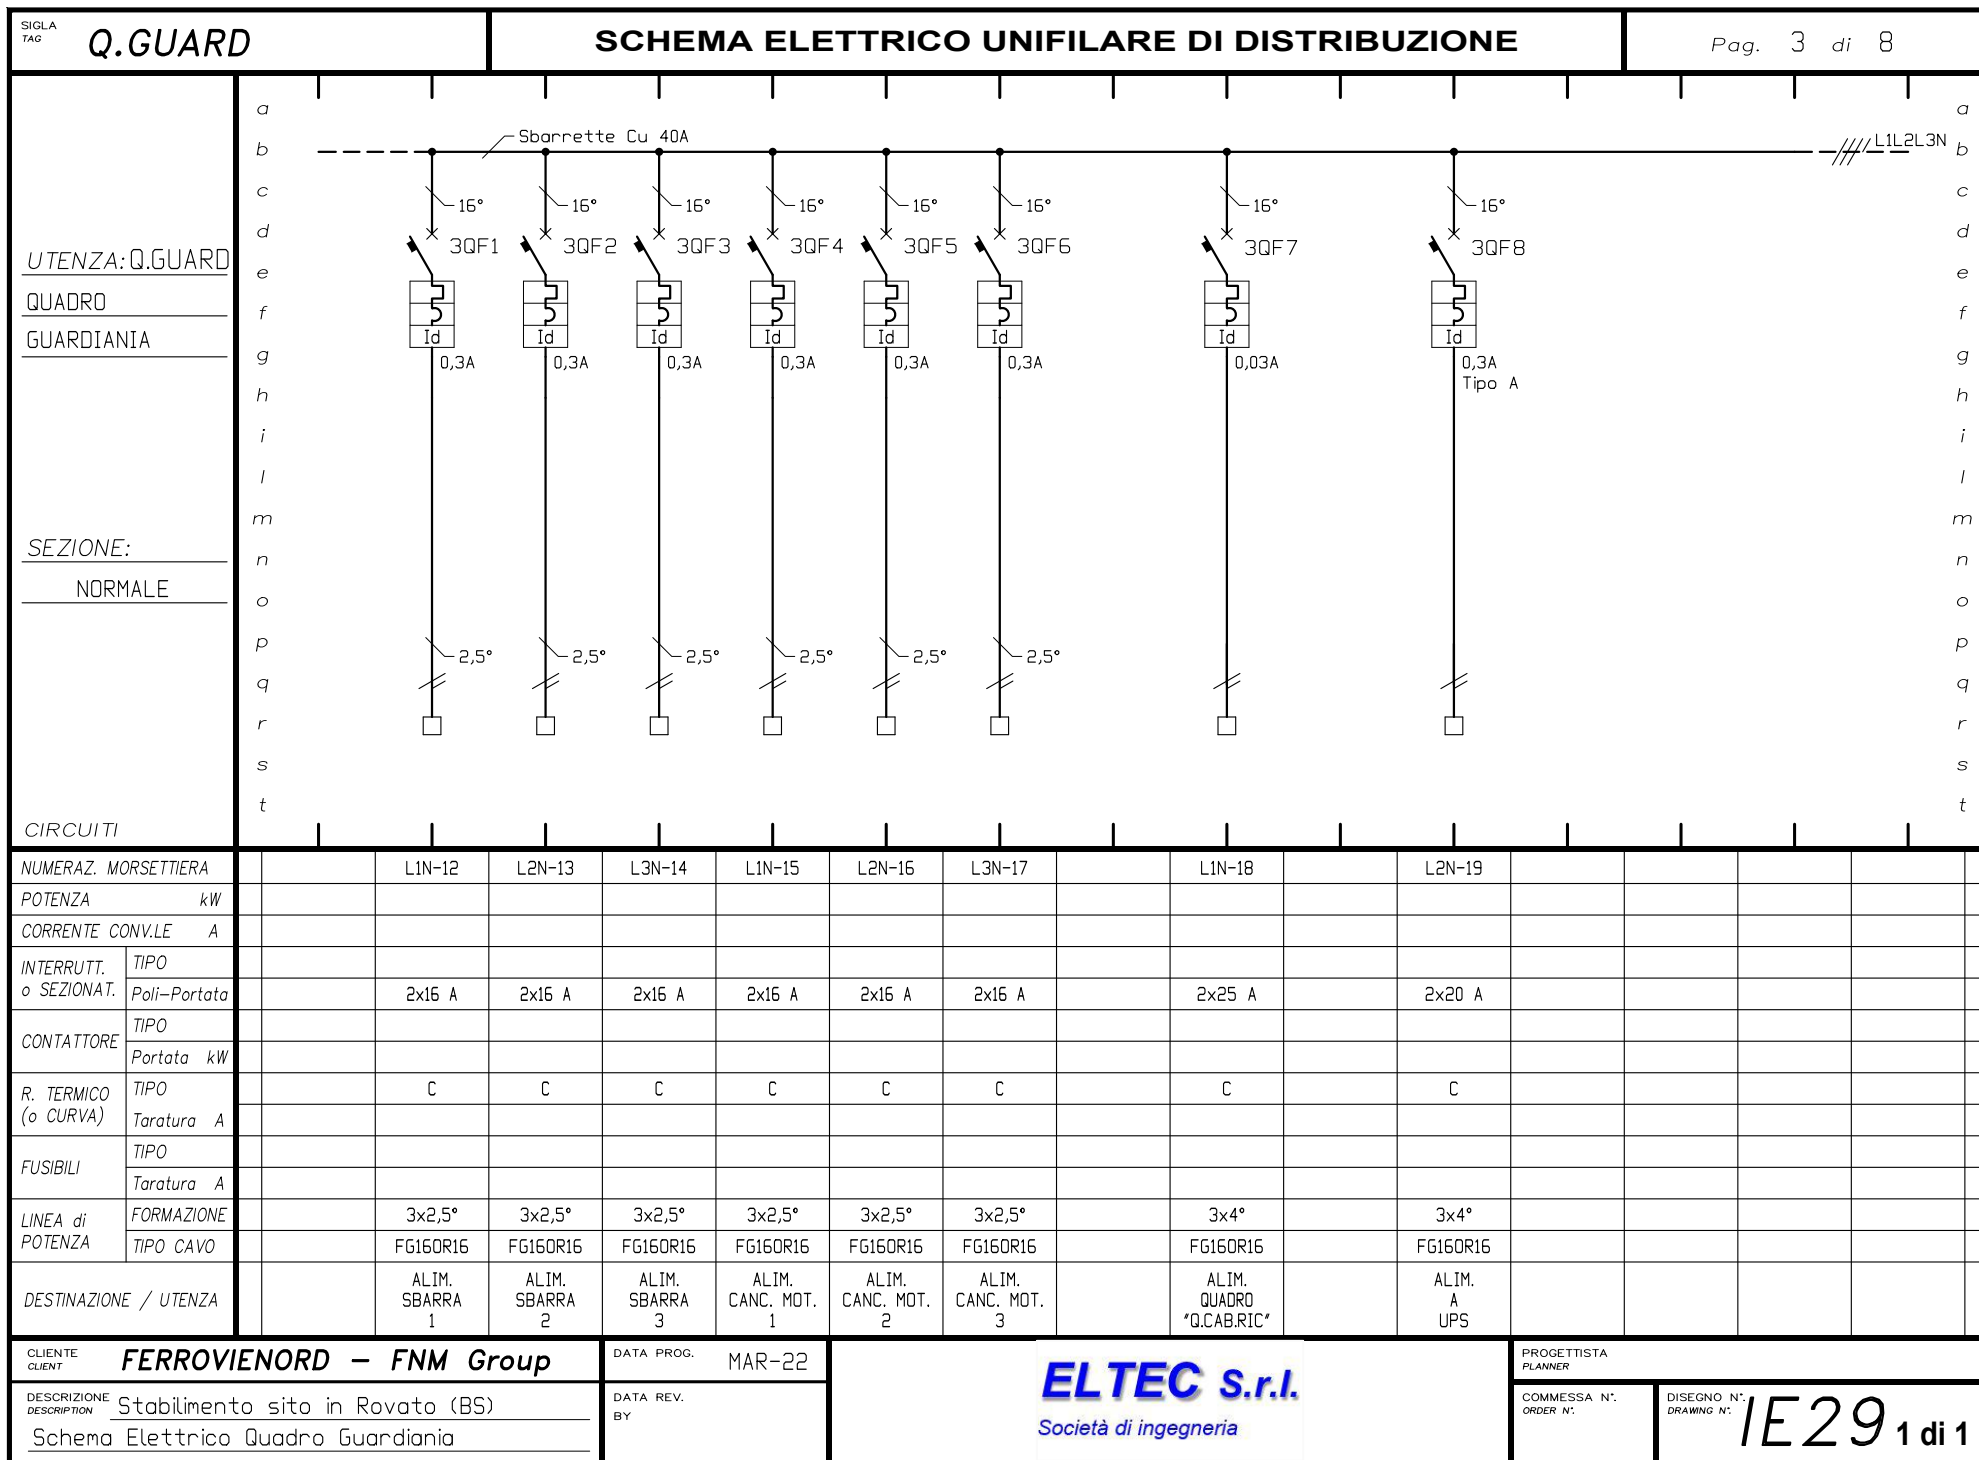 SIGLA
TAG
Q.GUARD
SCHEMA ELETTRICO UNIFILARE DI DISTRIBUZIONE
Pag. 3 di 8
a a
Sbarrette Cu 40A
L1L2L3N
b b
c c
16° 16° 16° 16° 16° 16° 16° 16°
d d
3QF1 3QF2 3QF3 3QF4 3QF5 3QF6 3QF7 3QF8
UTENZA: Q.GUARD
e e
QUADRO
f f
GUARDIANIA
Id Id Id Id Id Id Id Id
g g
0,3A 0,3A 0,3A 0,3A 0,3A 0,3A 0,03A 0,3A
Tipo A
h h
i i
l l
m m
SEZIONE:
n n
NORMALE
o o
p p
2,5° 2,5° 2,5° 2,5° 2,5° 2,5°
q q
r r
s s
t t
CIRCUITI
NUMERAZ. MORSETTIERA L1N-12 L2N-13 L3N-14 L1N-15 L2N-16 L3N-17 L1N-18 L2N-19
POTENZA kW
CORRENTE CONV.LE A
INTERRUTT.
o SEZIONAT.
TIPO
Poli-Portata 2x16 A 2x16 A 2x16 A 2x16 A 2x16 A 2x16 A 2x25 A 2x20 A
CONTATTORE
TIPO
Portata kW
R. TERMICO
(o CURVA)
TIPO C C C C C C C C
Taratura A
FUSIBILI
TIPO
Taratura A
LINEA di
POTENZA
FORMAZIONE 3x2,5° 3x2,5° 3x2,5° 3x2,5° 3x2,5° 3x2,5° 3x4° 3x4°
TIPO CAVO FG16OR16 FG16OR16 FG16OR16 FG16OR16 FG16OR16 FG16OR16 FG16OR16 FG16OR16
DESTINAZIONE / UTENZA
ALIM.
SBARRA
1
ALIM.
SBARRA
2
ALIM.
SBARRA
3
ALIM.
CANC. MOT.
1
ALIM.
CANC. MOT.
2
ALIM.
CANC. MOT.
3
ALIM.
QUADRO
"Q.CAB.RIC"
ALIM.
A
UPS
CLIENTE
CLIENT
FERROVIENORD - FNM Group
DESCRIZIONE
DESCRIPTION
Stabilimento sito in Rovato (BS)
Schema Elettrico Quadro Guardiania
DATA PROG. MAR-22
DATA REV.
BY
ELTEC S.r.l.
Società di ingegneria
PROGETTISTA
PLANNER
COMMESSA N°.
ORDER N°.
DISEGNO N°.
DRAWING N°.
IE29 1 di 1